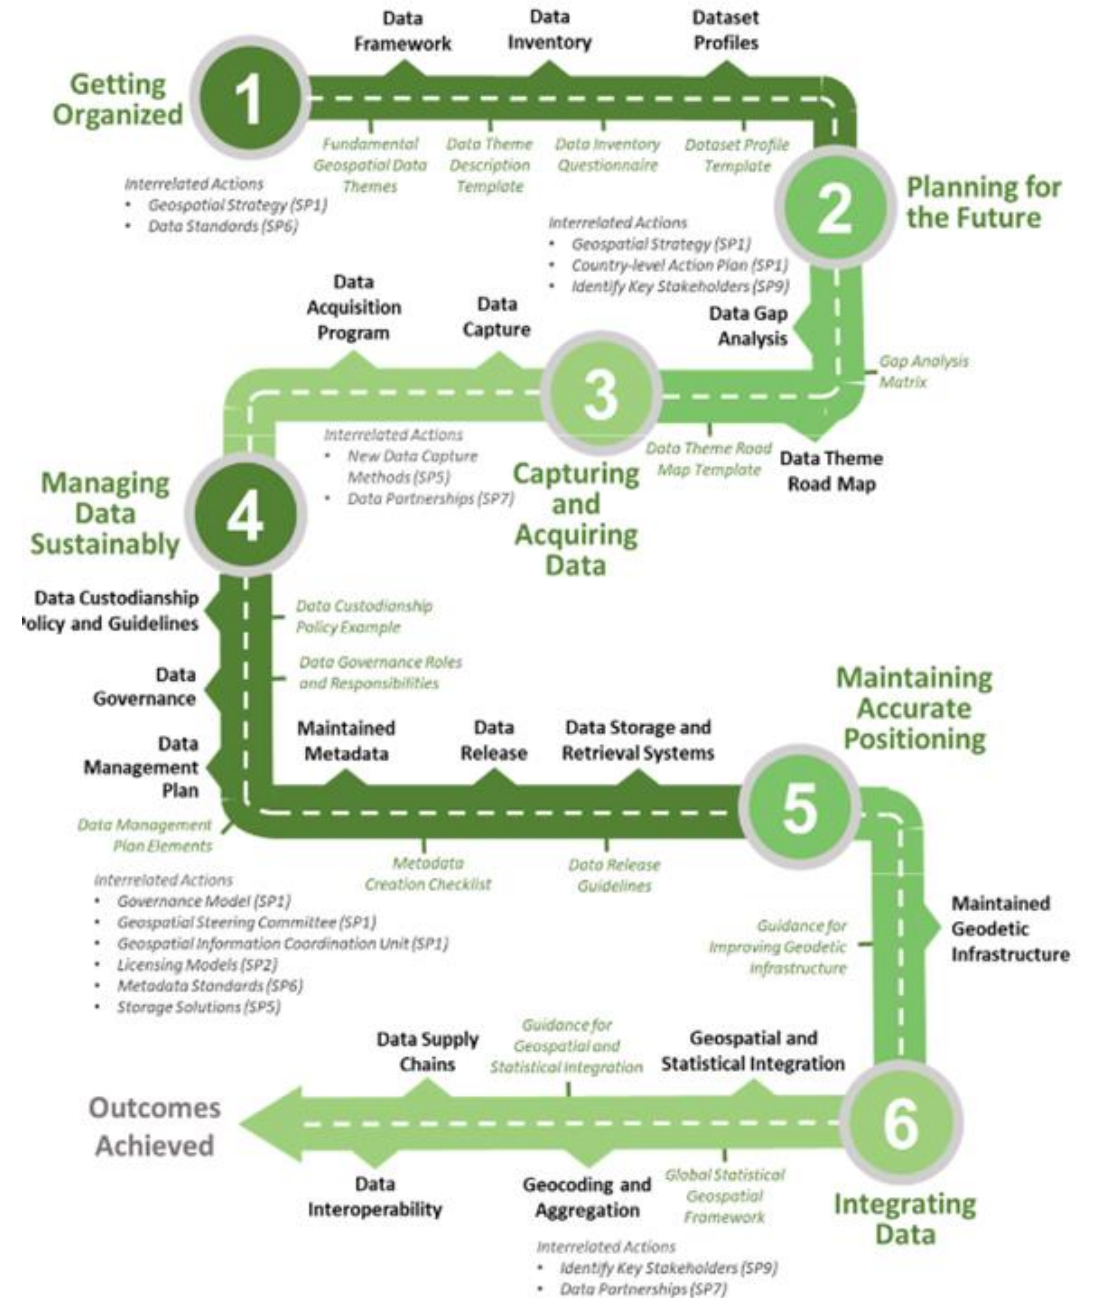 Data
Framework
Data
Inventory
Dataset
Profiles
Getting
Organized
1
Fundamental
Geospatial Data
Themes
Data Theme
Description
Template
Data Inventory
Questionnaire
Dataset Profile
Template
Interrelated Actions
• Geospatial Strategy (SP1)
• Data Standards (SP6)
2
Planning for
the Future
Interrelated Actions
• Geospatial Strategy (SP1)
• Country-level Action Plan (SP1)
• Identify Key Stakeholders (SP9)
Data Gap
Analysis
Gap Analysis
Matrix
Data Theme Road
Map Template
Data Theme
Road Map
3
Capturing
and
Acquiring
Data
Data
Acquisition
Program
Data
Capture
Interrelated Actions
• New Data Capture
Methods (SP5)
• Data Partnerships (SP7)
Managing
Data
Sustainably
4
Data Custodianship
Policy and Guidelines
Data Custodianship
Policy Example
Data
Governance
Data Governance Roles
and Responsibilities
Data
Management
Plan
Data Management
Plan Elements
Maintained
Metadata
Data
Release
Data Storage and
Retrieval Systems
Metadata
Creation Checklist
Data Release
Guidelines
Interrelated Actions
• Governance Model (SP1)
• Geospatial Steering Committee (SP1)
• Geospatial Information Coordination Unit (SP1)
• Licensing Models (SP2)
• Metadata Standards (SP6)
• Storage Solutions (SP5)
Maintaining
Accurate
Positioning
5
Guidance for
Improving Geodetic
Infrastructure
Maintained
Geodetic
Infrastructure
6
Integrating
Data
Geospatial and
Statistical Integration
Guidance for
Geospatial and
Statistical Integration
Data Supply
Chains
Global Statistical
Geospatial
Framework
Geocoding and
Aggregation
Data
Interoperability
Interrelated Actions
• Identify Key Stakeholders (SP9)
• Data Partnerships (SP7)
Outcomes
Achieved